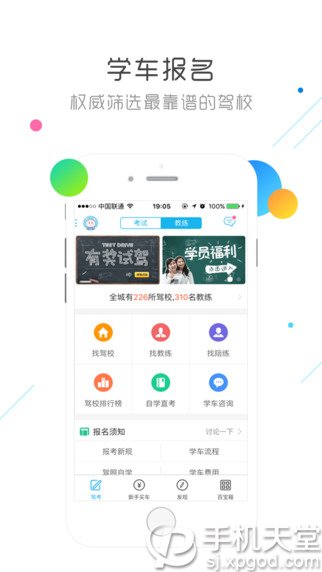 学车报名
权威筛选最靠谱的驾校
中国联通 19:05 100%
考试 教练
TEST DRIVE
有奖试驾
学员福利
点击进入
全城有226所驾校,310名教练
找驾校 找教练 找陪练
驾校排行榜 自学直考 学车咨询
报名须知 讨论一下 >
报考新规 学车流程
驾照自学 学车费用
驾考 新手买车 发现 百宝箱
手机天堂
sj.xpgod.com